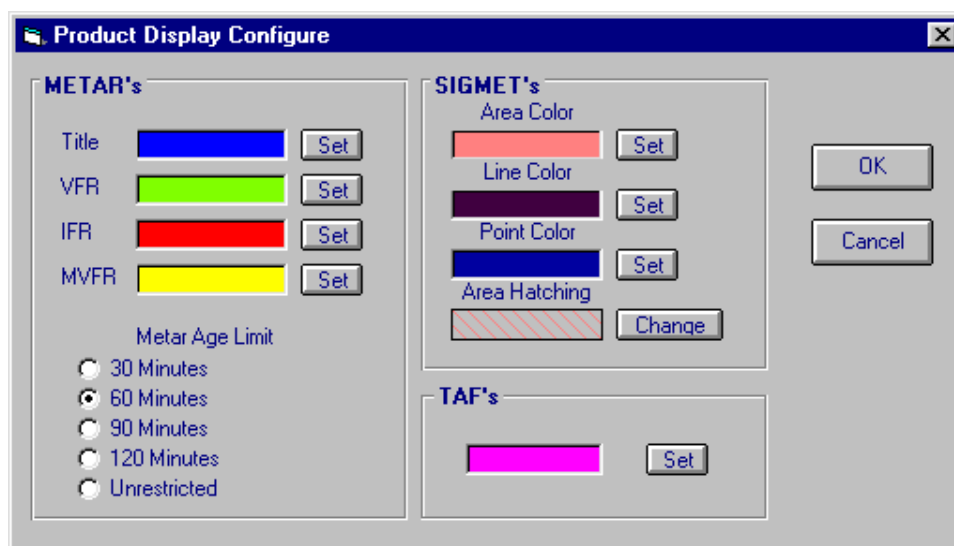 Product Display Configure
METAR's
Title
Set
VFR
Set
IFR
Set
MVFR
Set
Metar Age Limit
30 Minutes
60 Minutes
90 Minutes
120 Minutes
Unrestricted
SIGMET's
Area Color
Set
Line Color
Set
Point Color
Set
Area Hatching
Change
TAF's
Set
OK
Cancel